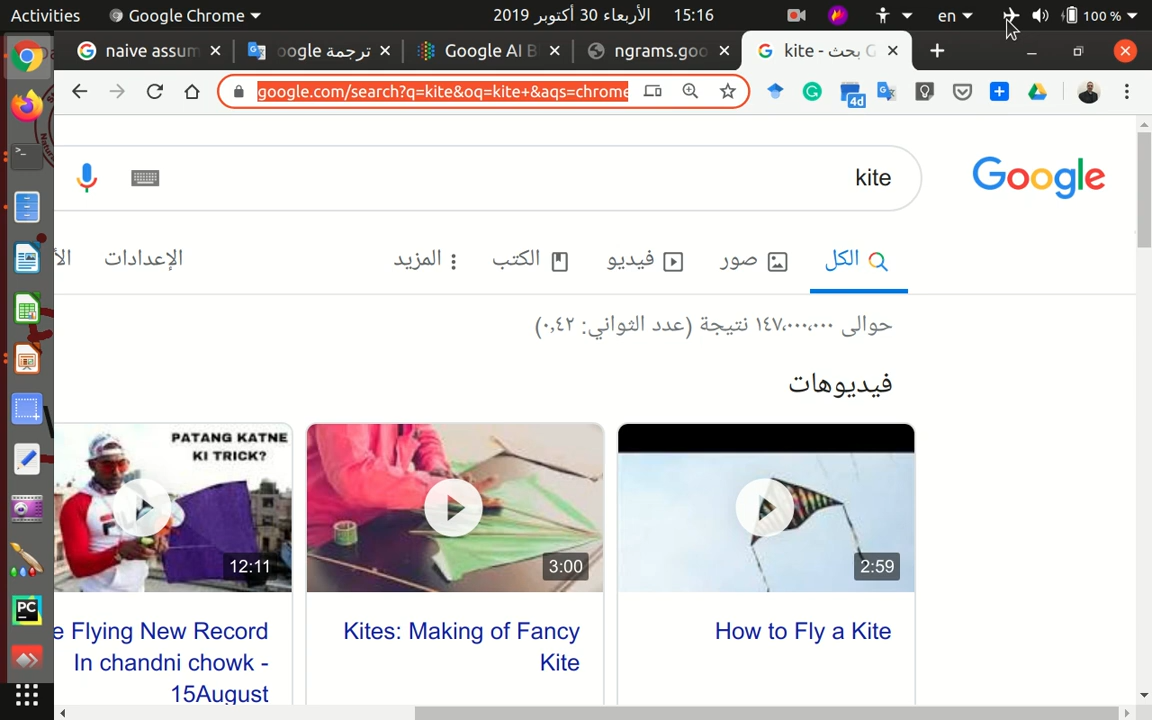 Activities
Google Chrome
الأربعاء 30 أكتوبر 2019 15:16
en
100 %
naive assum
ترجمة oogle
Google AI B
ngrams.goo
kite - بحث G
google.com/search?q=kite&oq=kite+&aqs=chrome
4d
kite
Google
الكل
صور
فيديو
الكتب
المزيد
الإعدادات
الأ
حوالى ١٤٧،٠٠٠،٠٠٠ نتيجة (عدد الثواني: ٠,٤٢)
فيديوهات
PATANG KATNE
KI TRICK?
12:11
3:00
2:59
e Flying New Record
In chandni chowk -
15August
Kites: Making of Fancy
Kite
How to Fly a Kite
PC